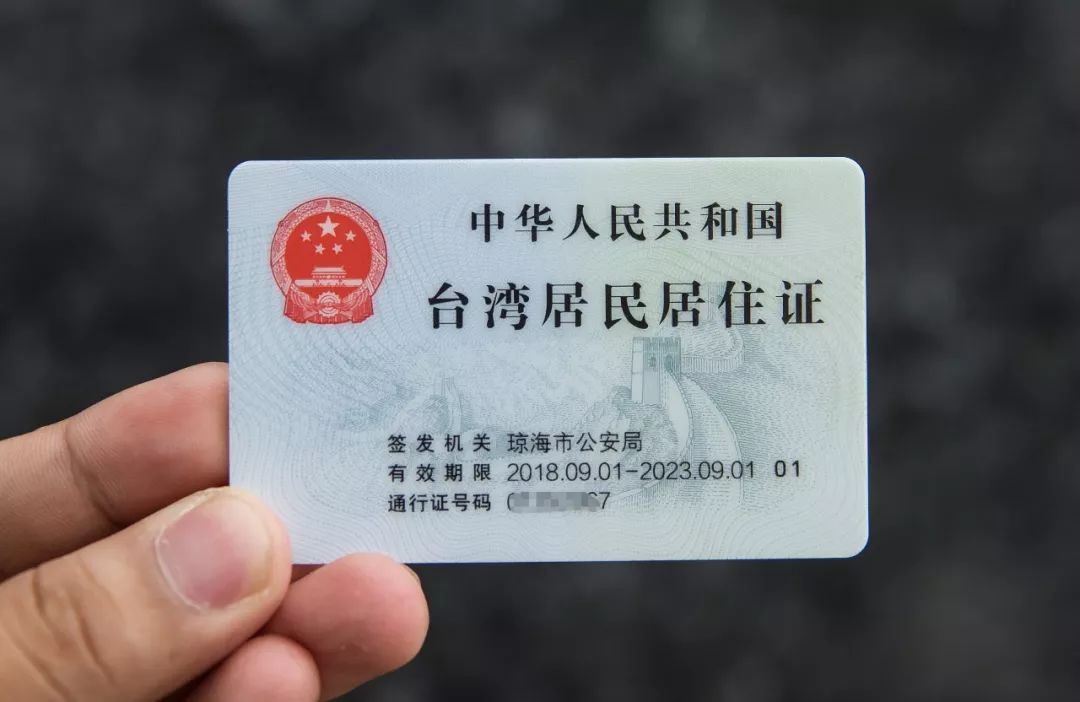 中华人民共和国
台湾居民居住证
签发机关 琼海市公安局
有效期限 2018.09.01-2023.09.01 01
通行证号码